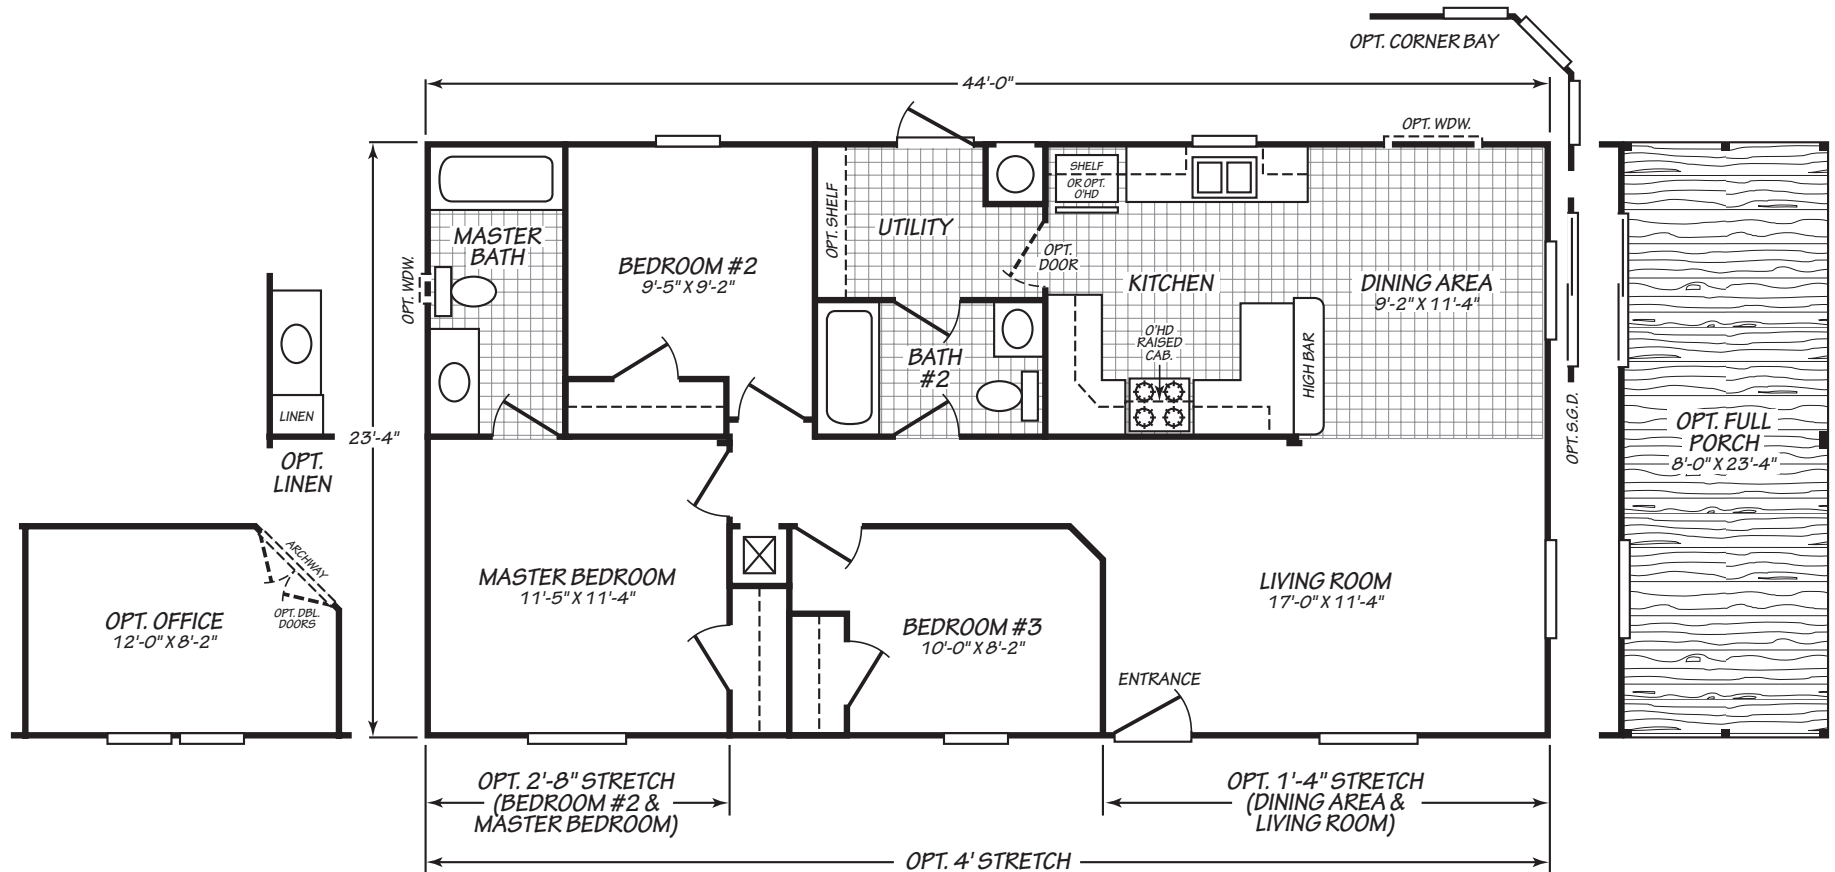 OPT. CORNER BAY
44'-0"
OPT. WDW.
SHELF
OR OPT.
O'HD
OPT. SHELF
UTILITY
MASTER
BATH
OPT. WDW.
BEDROOM #2
9'-5" X 9'-2"
OPT.
DOOR
KITCHEN
DINING AREA
9'-2" X 11'-4"
O'HD
RAISED
CAB.
HIGH BAR
BATH
#2
LINEN
OPT.
LINEN
23'-4"
OPT. S.G.D.
OPT. FULL
PORCH
8'-0" X 23'-4"
ARCHWAY
OPT. DBL.
DOORS
OPT. OFFICE
12'-0" X 8'-2"
MASTER BEDROOM
11'-5" X 11'-4"
BEDROOM #3
10'-0" X 8'-2"
LIVING ROOM
17'-0" X 11'-4"
ENTRANCE
OPT. 2'-8" STRETCH
(BEDROOM #2 &
MASTER BEDROOM)
OPT. 1'-4" STRETCH
(DINING AREA &
LIVING ROOM)
OPT. 4' STRETCH